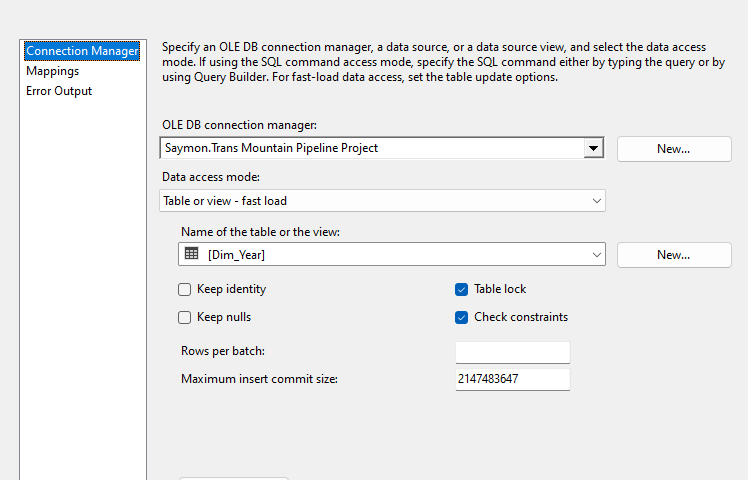 Connection Manager
Mappings
Error Output
Specify an OLE DB connection manager, a data source, or a data source view, and select the data access
mode. If using the SQL command access mode, specify the SQL command either by typing the query or by
using Query Builder. For fast-load data access, set the table update options.
OLE DB connection manager:
Saymon.Trans Mountain Pipeline Project
New...
Data access mode:
Table or view - fast load
Name of the table or the view:
[Dim_Year]
New...
Keep identity
Table lock
Keep nulls
Check constraints
Rows per batch:
Maximum insert commit size:
2147483647